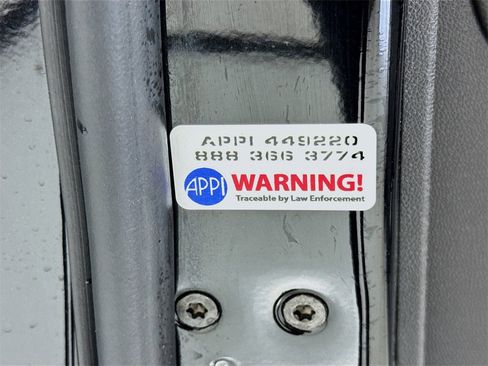 APPI 449220
888 366 3774
APPI WARNING!
Traceable by Law Enforcement